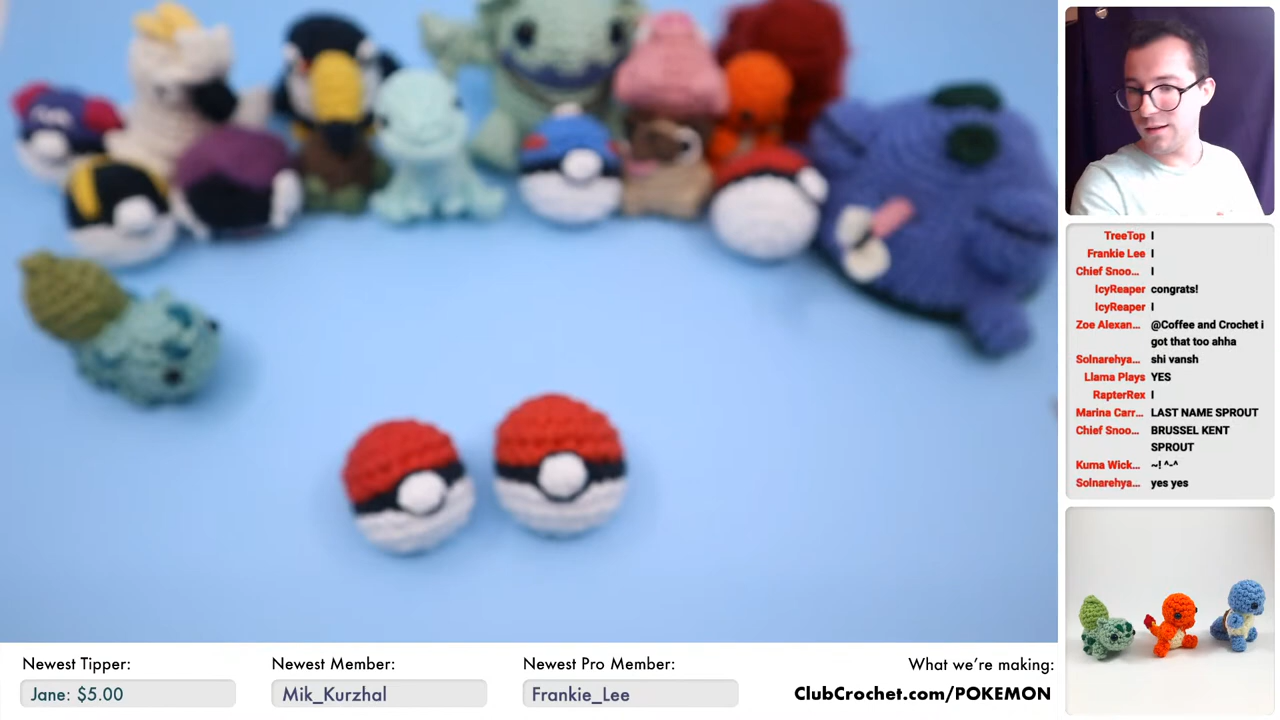 TreeTop I
Frankie Lee I
Chief Snoo... I
IcyReaper congrats!
IcyReaper I
Zoe Alexan... @Coffee and Crochet i
got that too ahha
Solnarehya... shi vansh
Llama Plays YES
RapterRex I
Marina Carr... LAST NAME SPROUT
Chief Snoo... BRUSSEL KENT
SPROUT
Kuma Wick... ~! ^-^
Solnarehya... yes yes
Newest Tipper:
Jane: $5.00
Newest Member:
Mik_Kurzhal
Newest Pro Member:
Frankie_Lee
What we're making:
ClubCrochet.com/POKEMON